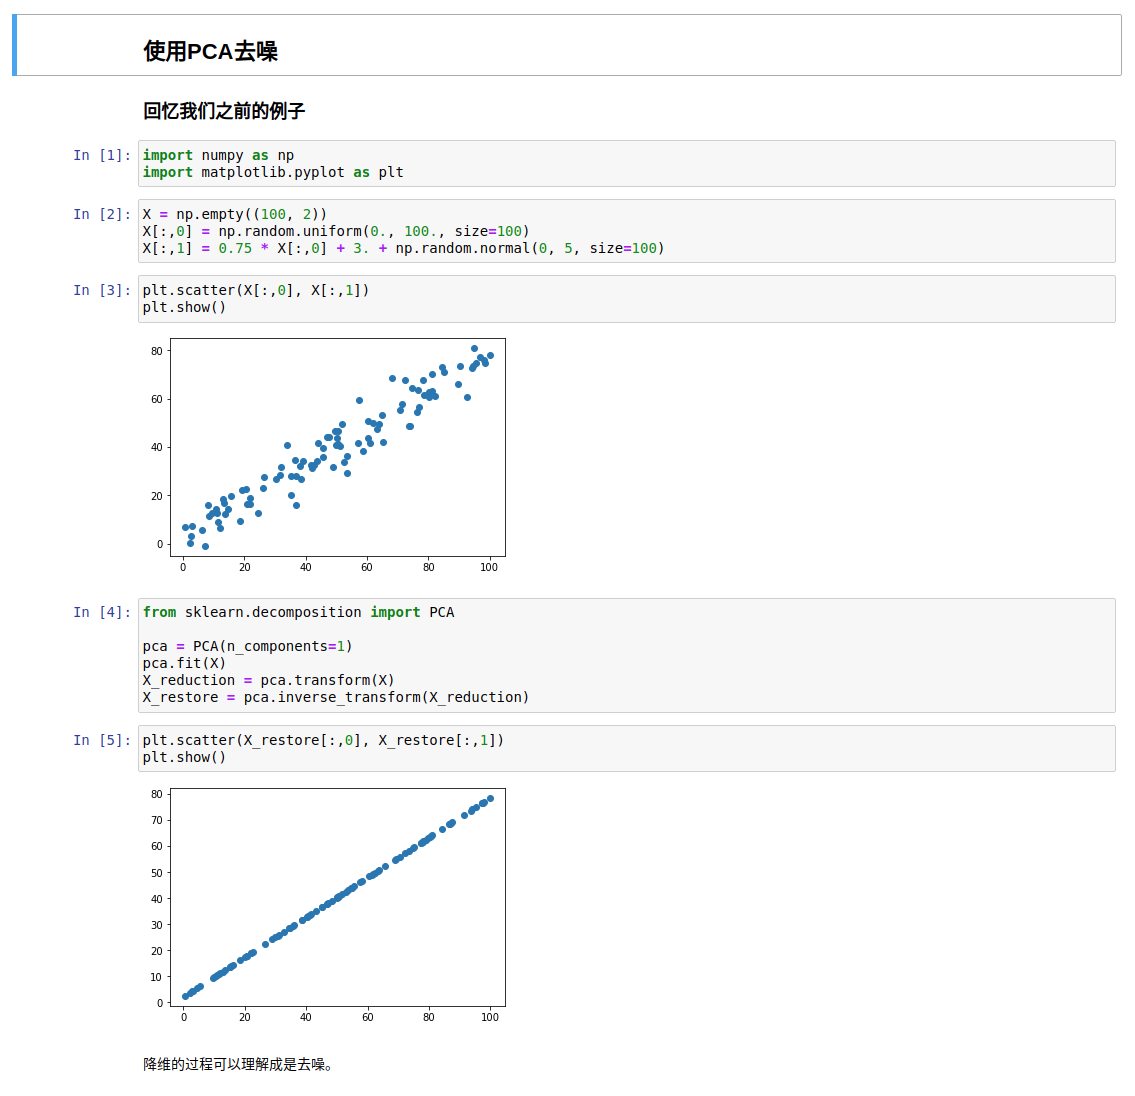 使用PCA去噪
回忆我们之前的例子
In [1]: import numpy as np
import matplotlib.pyplot as plt
In [2]: X = np.empty((100, 2))
X[:,0] = np.random.uniform(0., 100., size=100)
X[:,1] = 0.75 * X[:,0] + 3. + np.random.normal(0, 5, size=100)
In [3]: plt.scatter(X[:,0], X[:,1])
plt.show()
80
60
40
20
0
0 20 40 60 80 100
In [4]: from sklearn.decomposition import PCA
pca = PCA(n_components=1)
pca.fit(X)
X_reduction = pca.transform(X)
X_restore = pca.inverse_transform(X_reduction)
In [5]: plt.scatter(X_restore[:,0], X_restore[:,1])
plt.show()
80
70
60
50
40
30
20
10
0
0 20 40 60 80 100
降维的过程可以理解成是去噪。